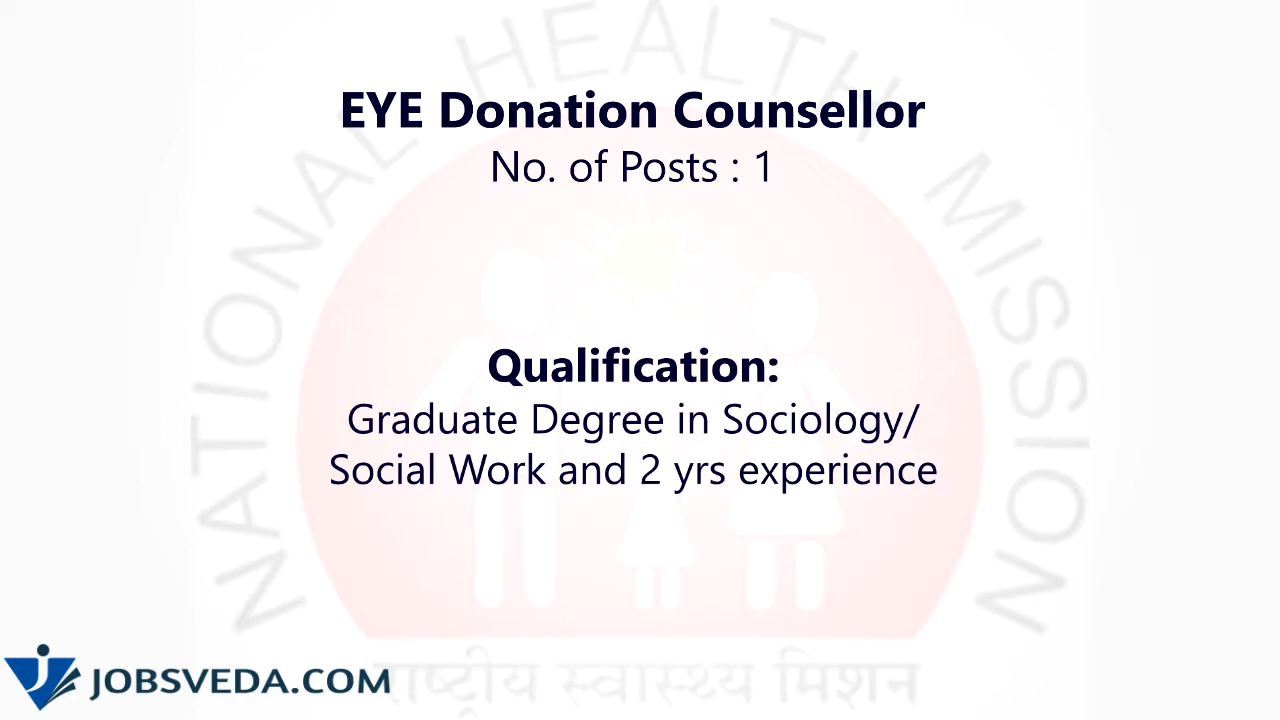 NATIONAL HEALTH MISSION
EYE Donation Counsellor
No. of Posts : 1
Qualification:
Graduate Degree in Sociology/
Social Work and 2 yrs experience
JOBSVEDA.COM
राष्ट्रीय स्वास्थ्य मिशन